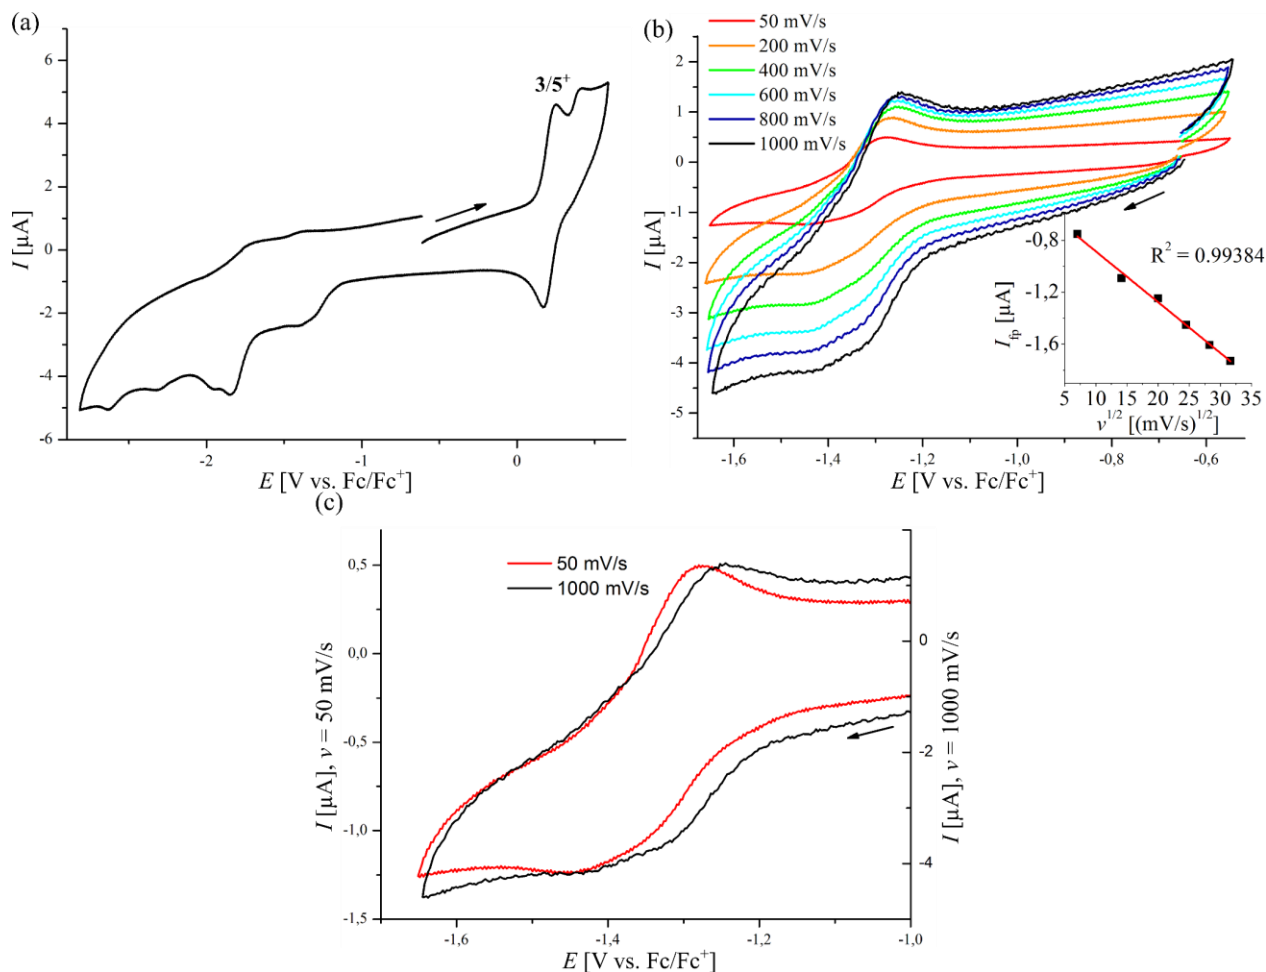 (a)
6
4
2
0
-2
-4
-6
-2
-1
0
I [µA]
E [V vs. Fc/Fc⁺]
3/5⁺
(b)
50 mV/s
200 mV/s
400 mV/s
600 mV/s
800 mV/s
1000 mV/s
2
1
0
-1
-2
-3
-4
-5
-1,6
-1,4
-1,2
-1,0
-0,8
-0,6
I [µA]
E [V vs. Fc/Fc⁺]
R² = 0.99384
-0,8
-1,2
-1,6
I_fp [µA]
5 10 15 20 25 30 35
v^1/2 [(mV/s)^1/2]
(c)
50 mV/s
1000 mV/s
0,5
0,0
-0,5
-1,0
-1,5
I [µA], v = 50 mV/s
0
-2
-4
I [µA], v = 1000 mV/s
-1,6
-1,4
-1,2
-1,0
E [V vs. Fc/Fc⁺]